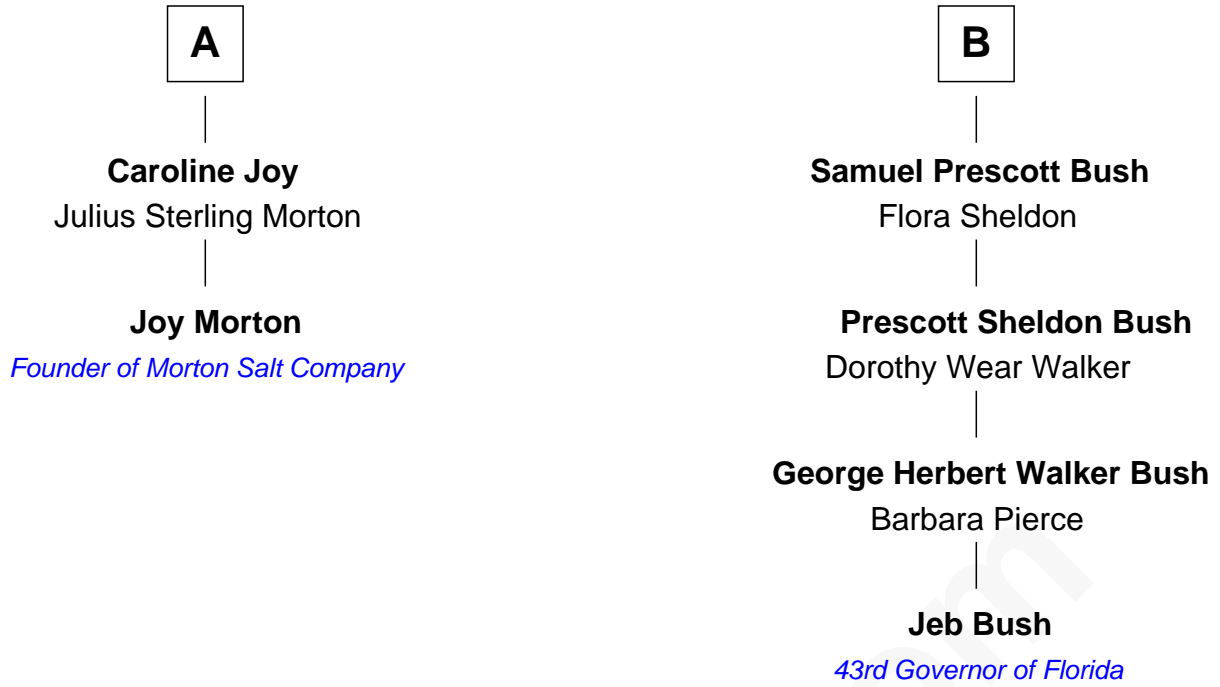 A
Caroline Joy
Julius Sterling Morton
Joy Morton
Founder of Morton Salt Company
B
Samuel Prescott Bush
Flora Sheldon
Prescott Sheldon Bush
Dorothy Wear Walker
George Herbert Walker Bush
Barbara Pierce
Jeb Bush
43rd Governor of Florida